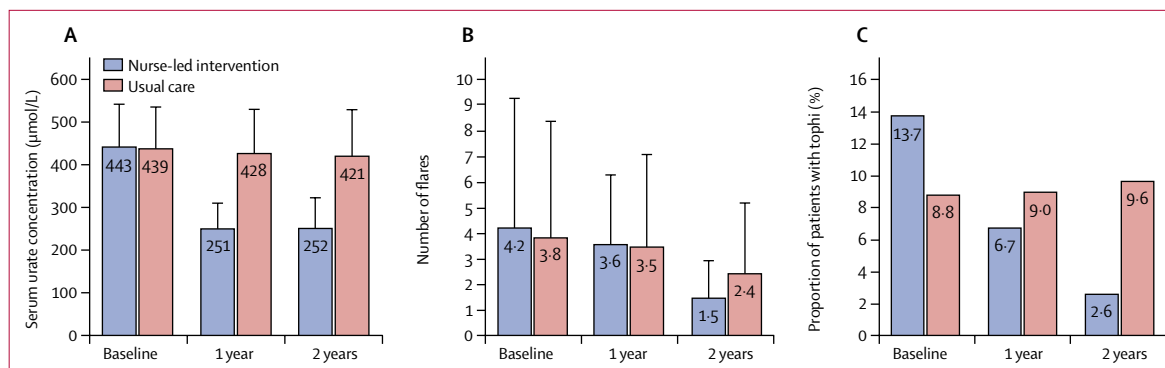 A
Nurse-led intervention
Usual care
Serum urate concentration (μmol/L)
600
500
400
300
200
100
0
443
439
251
428
252
421
Baseline
1 year
2 years
B
Number of flares
10
9
8
7
6
5
4
3
2
1
0
4·2
3·8
3·6
3·5
1·5
2·4
Baseline
1 year
2 years
C
Proportion of patients with tophi (%)
16
14
12
10
8
6
4
2
0
13·7
8·8
6·7
9·0
2·6
9·6
Baseline
1 year
2 years